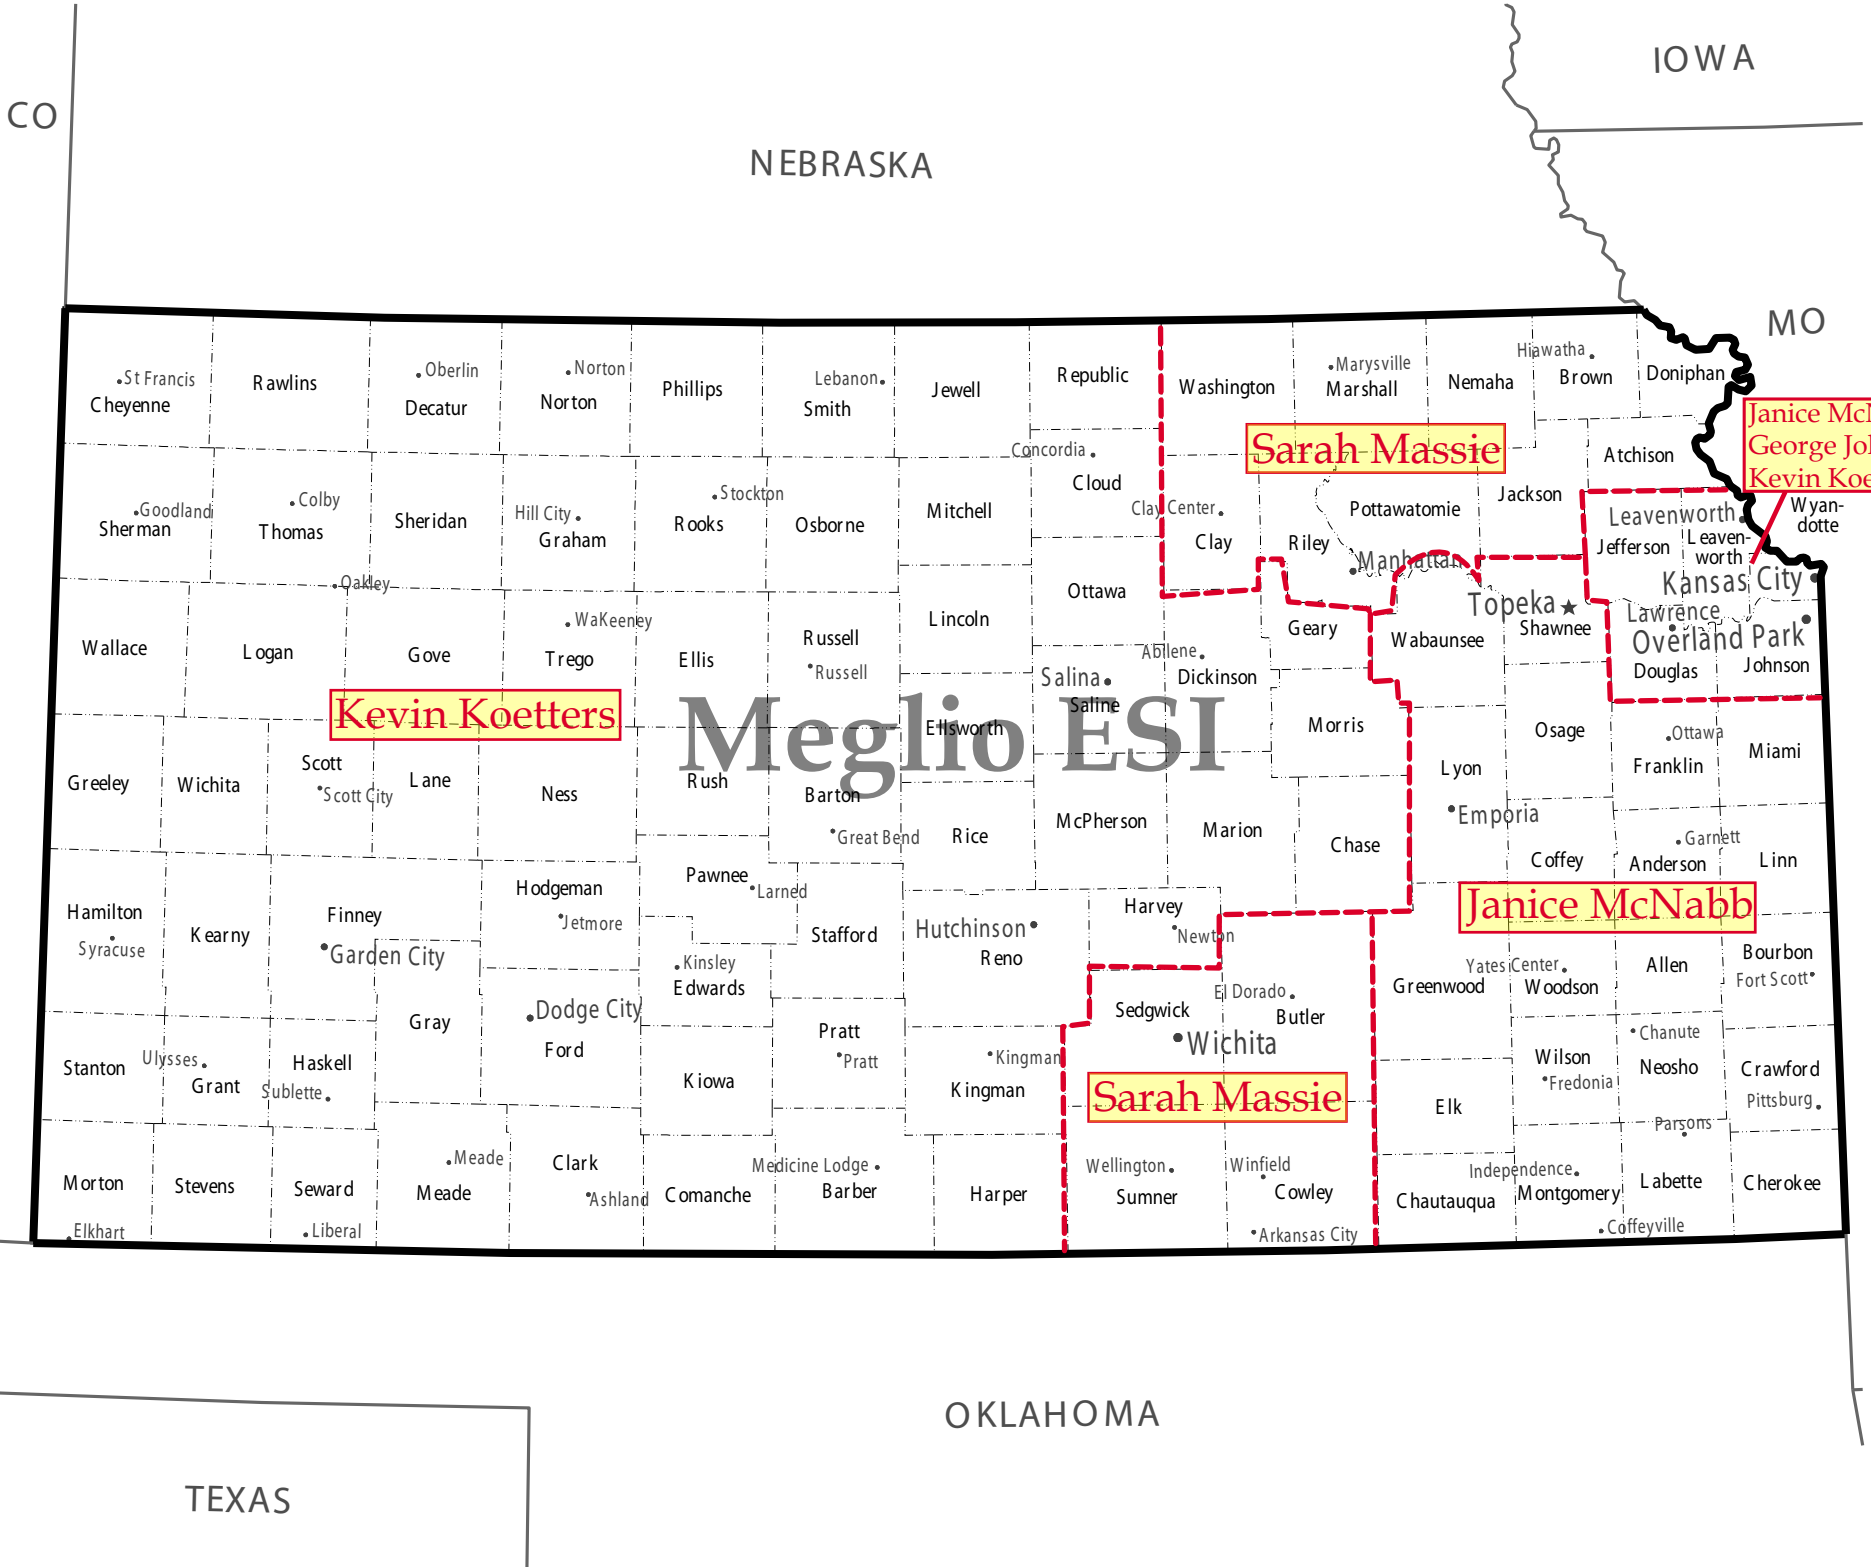 IOWA
CO
NEBRASKA
MO
St Francis
Cheyenne
Rawlins
Oberlin
Decatur
Norton
Norton
Phillips
Lebanon
Smith
Jewell
Republic
Washington
Marysville
Marshall
Nemaha
Hiawatha
Brown
Doniphan
Janice
George
Kevin
Sarah Massie
Concordia
Cloud
Atchison
Goodland
Sherman
Colby
Thomas
Sheridan
Hill City
Graham
Stockton
Rooks
Osborne
Mitchell
Clay Center
Clay
Riley
Pottawatomie
Jackson
Leavenworth
Jefferson
Leaven-
worth
Wyan-
dotte
Manhattan
Kansas City
Oakley
Ottawa
Topeka
Shawnee
Lawrence
Overland Park
Douglas
Johnson
Wallace
Logan
Gove
WaKeeney
Trego
Ellis
Russell
Russell
Lincoln
Salina
Saline
Abilene
Dickinson
Geary
Wabaunsee
Kevin Koetters
Meglio ESI
Ellsworth
Morris
Osage
Ottawa
Franklin
Miami
Greeley
Wichita
Scott
Scott City
Lane
Ness
Rush
Barton
Great Bend
Rice
McPherson
Marion
Chase
Lyon
Emporia
Coffey
Garnett
Anderson
Linn
Janice McNabb
Hamilton
Syracuse
Kearny
Finney
Garden City
Hodgeman
Jetmore
Pawnee
Larned
Stafford
Hutchinson
Reno
Harvey
Newton
Kinsley
Edwards
Gray
Dodge City
Ford
Sedgwick
El Dorado
Butler
Wichita
Greenwood
Yates Center
Woodson
Allen
Bourbon
Fort Scott
Stanton
Ulysses
Grant
Haskell
Sublette
Kiowa
Pratt
Pratt
Kingman
Kingman
Sarah Massie
Elk
Wilson
Fredonia
Chanute
Neosho
Crawford
Pittsburg
Parsons
Morton
Elkhart
Stevens
Seward
Liberal
Meade
Meade
Clark
Ashland
Comanche
Medicine Lodge
Barber
Harper
Wellington
Sumner
Winfield
Cowley
Arkansas City
Chautauqua
Independence
Montgomery
Coffeyville
Labette
Cherokee
OKLAHOMA
TEXAS